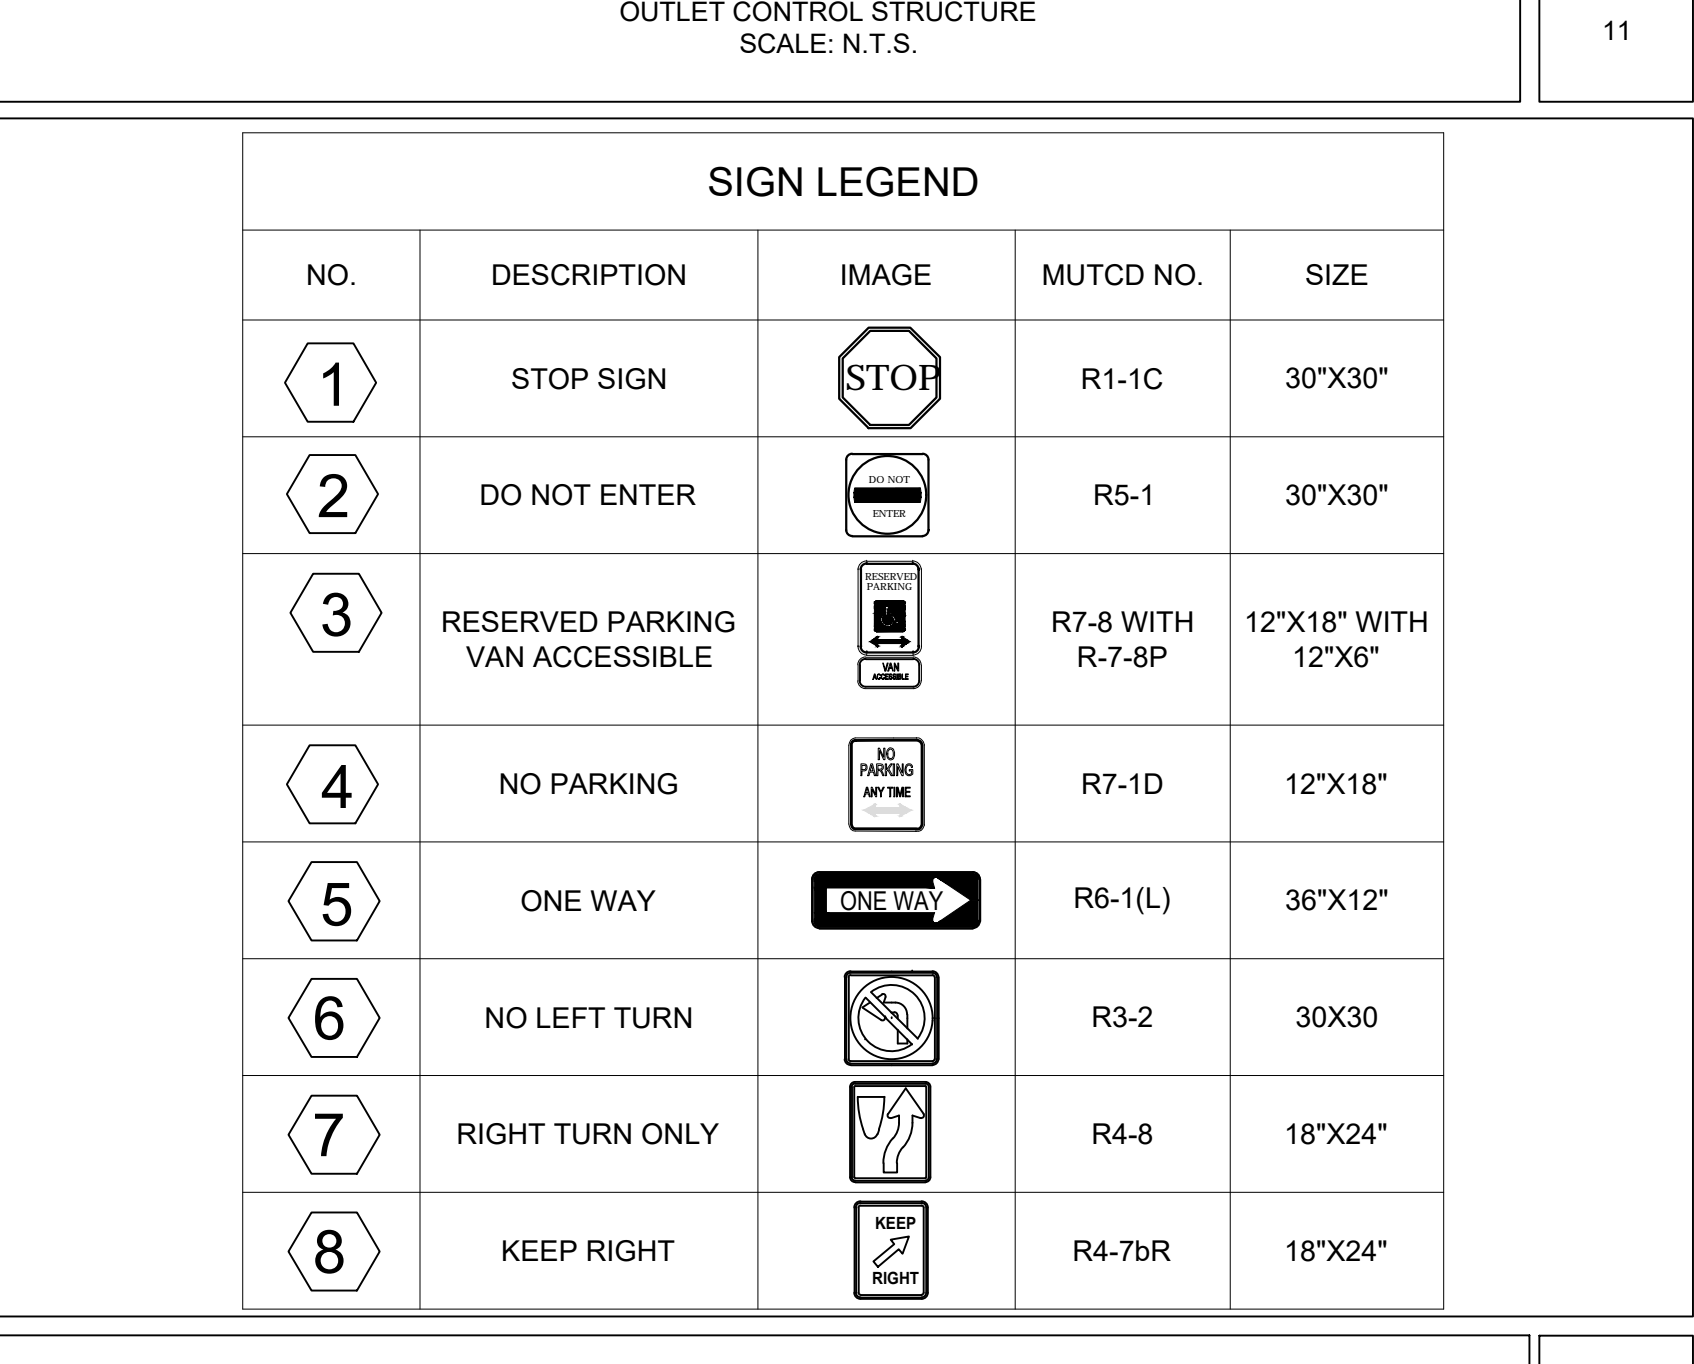 OUTLET CONTROL STRUCTURE
SCALE: N.T.S.
11
SIGN LEGEND
NO. DESCRIPTION IMAGE MUTCD NO. SIZE
1 STOP SIGN STOP R1-1C 30"X30"
2 DO NOT ENTER DO NOT ENTER R5-1 30"X30"
3 RESERVED PARKING RESERVED PARKING R7-8 WITH 12"X18" WITH
VAN ACCESSIBLE VAN ACCESSIBLE R-7-8P 12"X6"
4 NO PARKING NO PARKING ANY TIME R7-1D 12"X18"
5 ONE WAY ONE WAY R6-1(L) 36"X12"
6 NO LEFT TURN R3-2 30X30
7 RIGHT TURN ONLY R4-8 18"X24"
8 KEEP RIGHT KEEP RIGHT R4-7bR 18"X24"